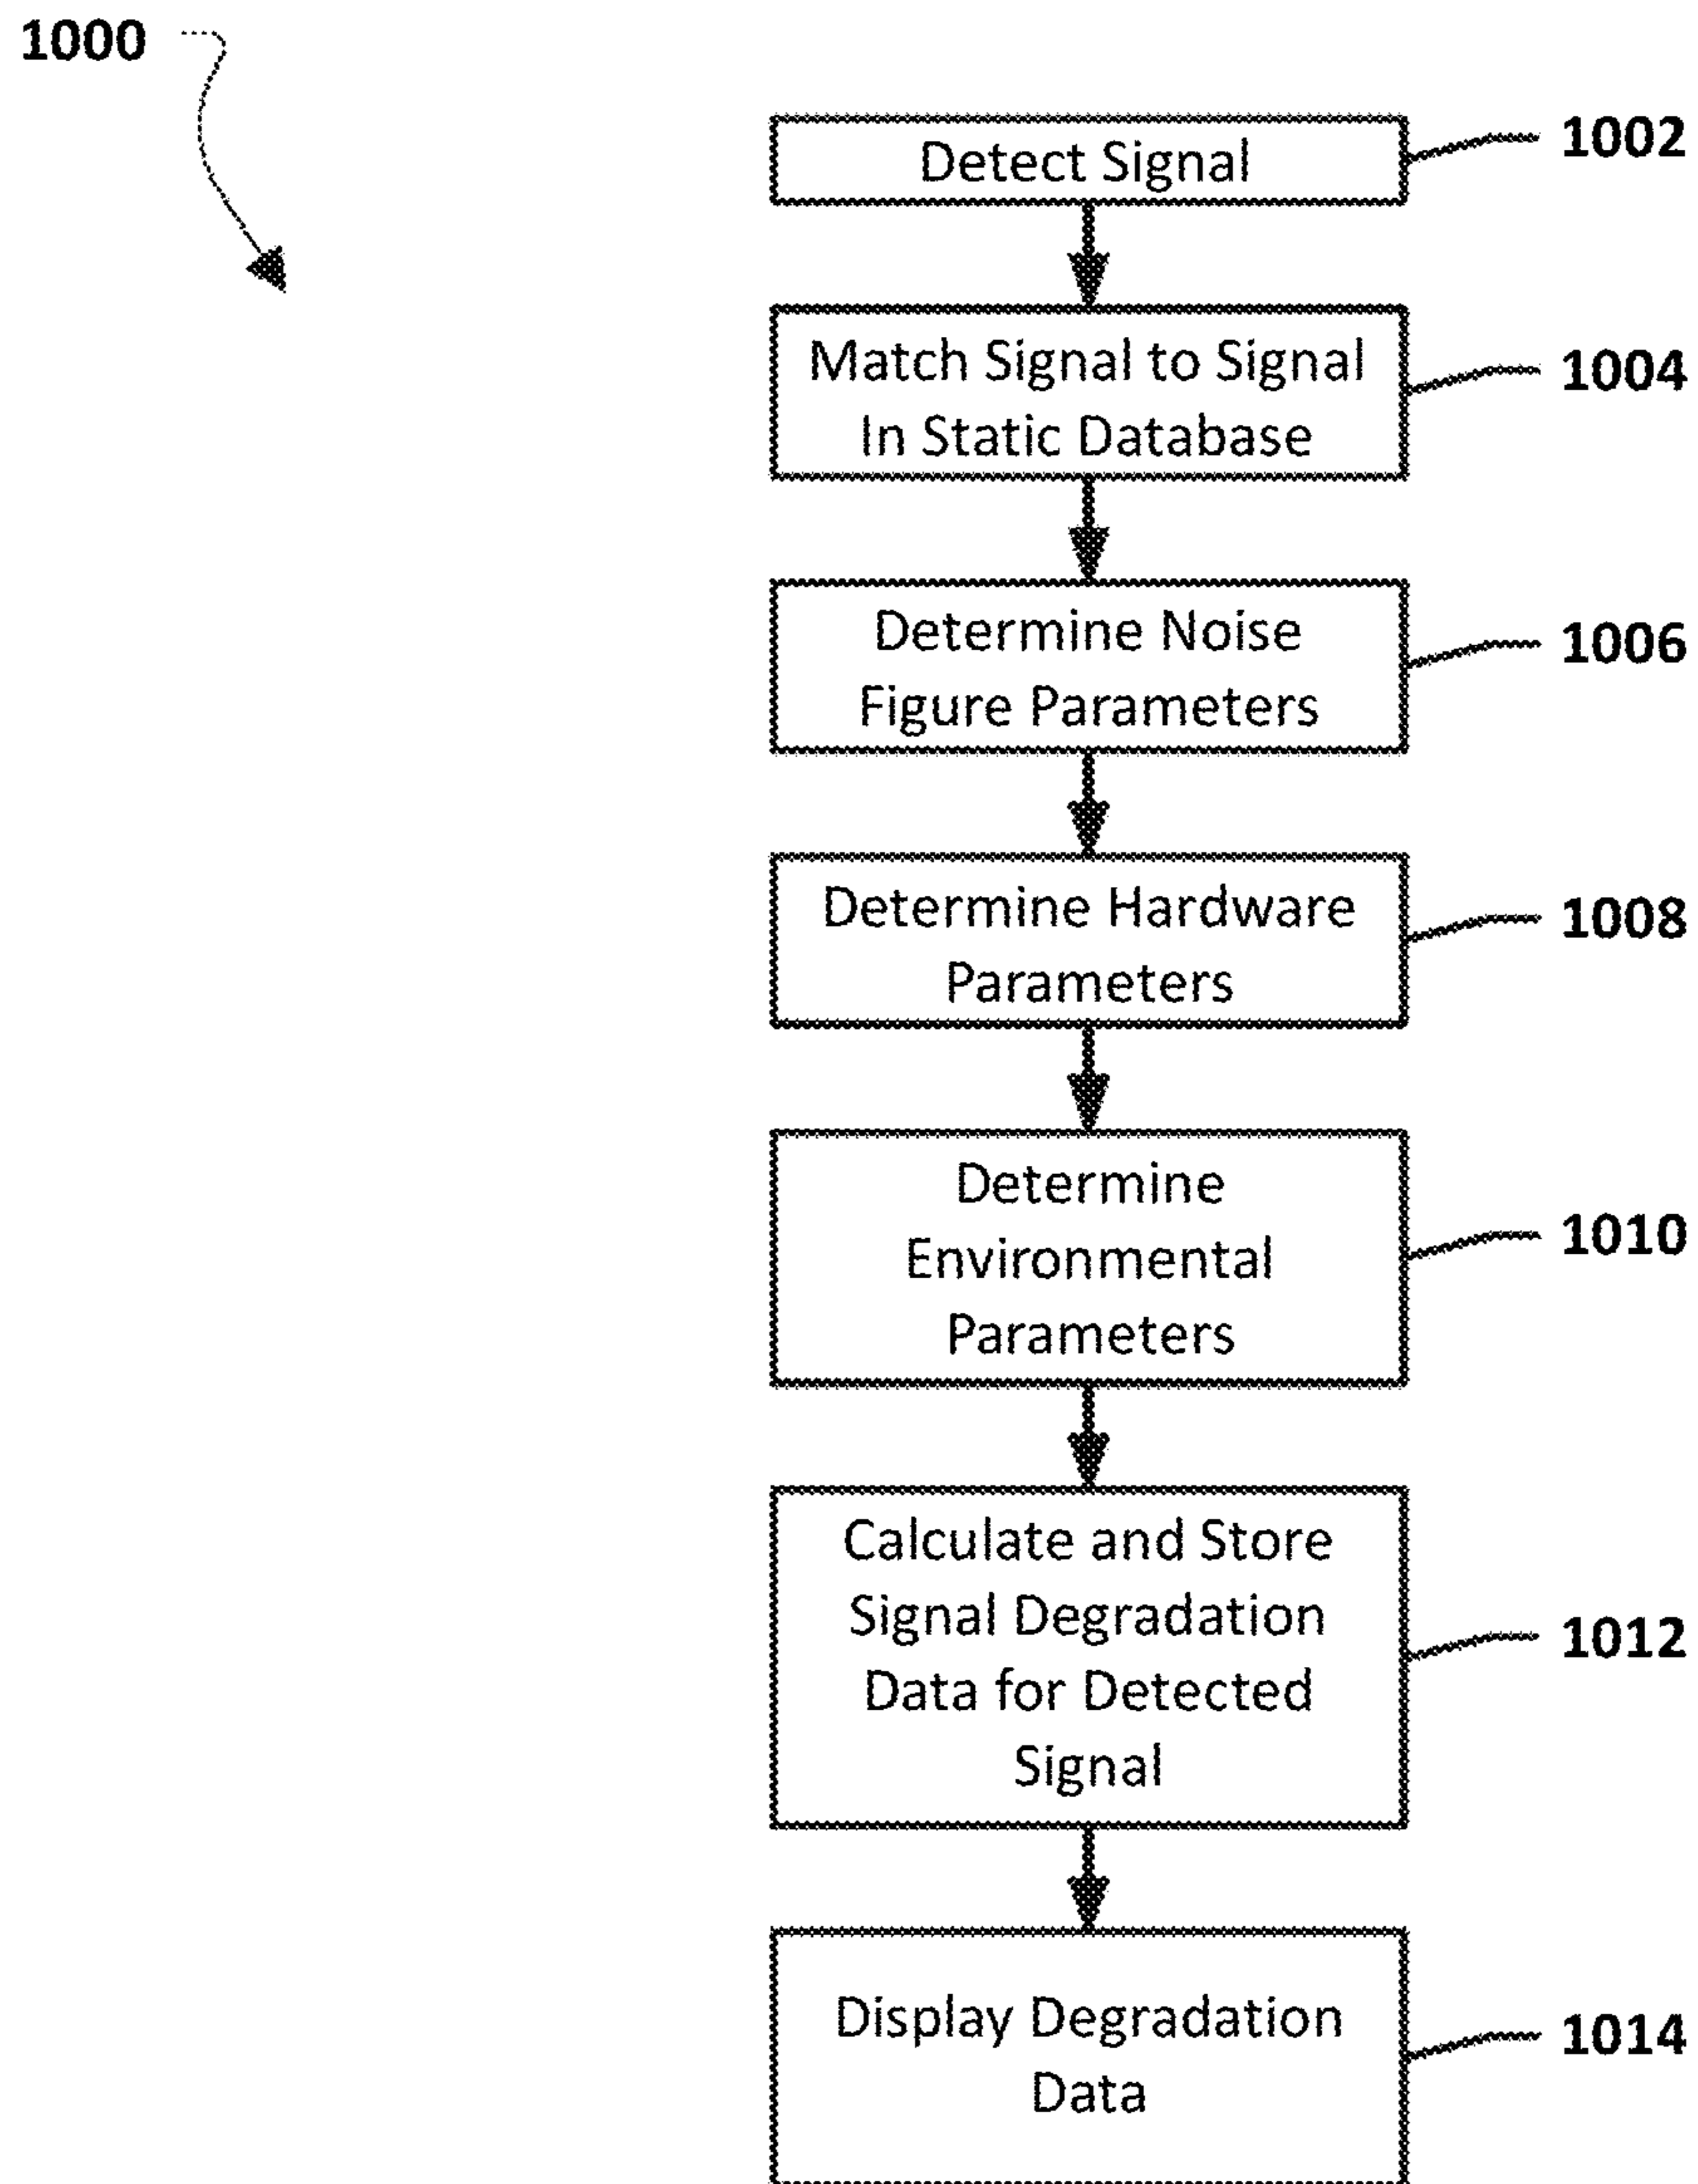 1000
Detect Signal
1002
Match Signal to Signal
In Static Database
1004
Determine Noise
Figure Parameters
1006
Determine Hardware
Parameters
1008
Determine
Environmental
Parameters
1010
Calculate and Store
Signal Degradation
Data for Detected
Signal
1012
Display Degradation
Data
1014